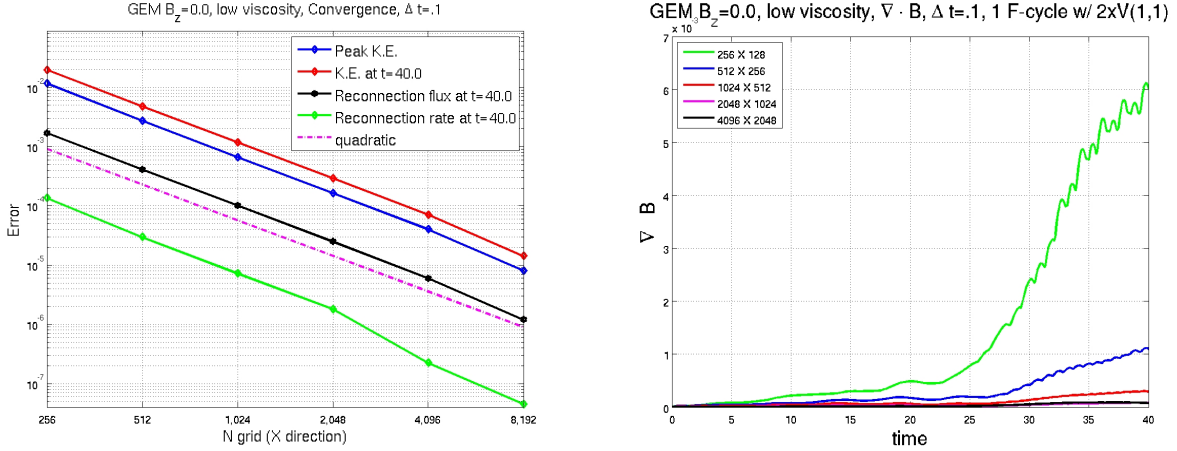 GEM B_z=0.0, low viscosity, Convergence, Δ t=.1
Error
10^-2
10^-3
10^-4
10^-5
10^-6
10^-7
Peak K.E.
K.E. at t=40.0
Reconnection flux at t=40.0
Reconnection rate at t=40.0
quadratic
256 512 1,024 2,048 4,096 8,192
N grid (X direction)
GEM B_z=0.0, low viscosity, ∇ · B, Δ t=.1, 1 F-cycle w/ 2xV(1,1)
x 10^-3
∇ B
7
6
5
4
3
2
1
0
256 X 128
512 X 256
1024 X 512
2048 X 1024
4096 X 2048
0 5 10 15 20 25 30 35 40
time